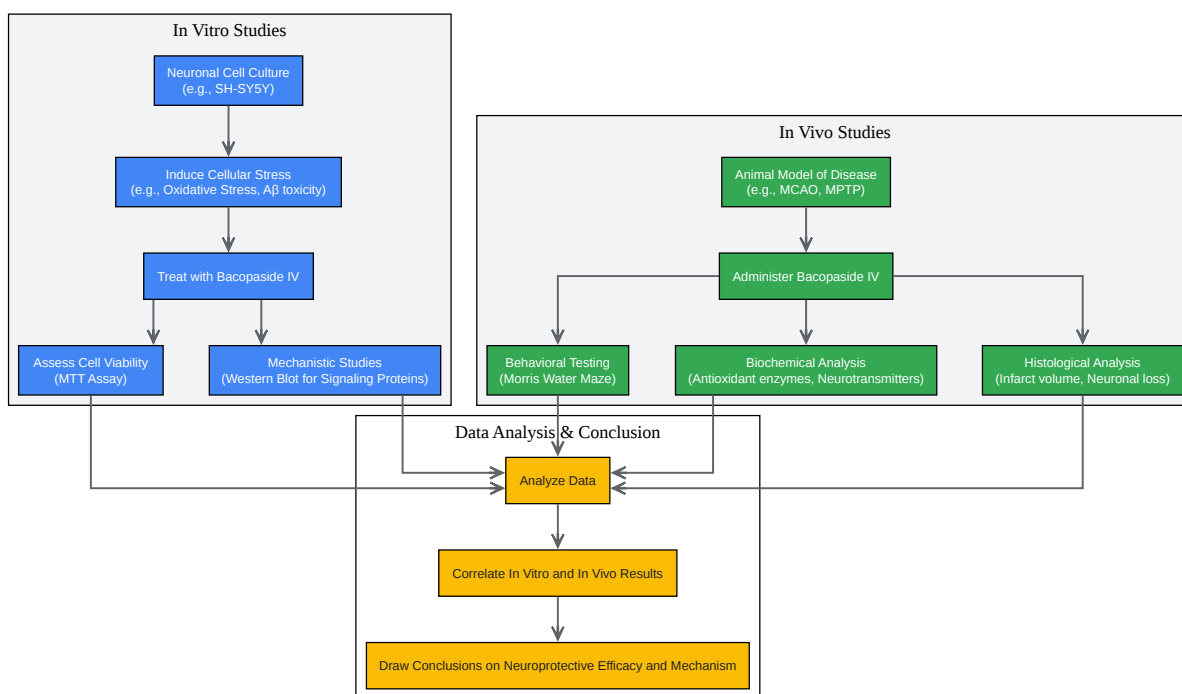 In Vitro Studies
Neuronal Cell Culture
(e.g., SH-SY5Y)
Induce Cellular Stress
(e.g., Oxidative Stress, Aβ toxicity)
Treat with Bacopaside IV
Assess Cell Viability
(MTT Assay)
Mechanistic Studies
(Western Blot for Signaling Proteins)
In Vivo Studies
Animal Model of Disease
(e.g., MCAO, MPTP)
Administer Bacopaside IV
Behavioral Testing
(Morris Water Maze)
Biochemical Analysis
(Antioxidant enzymes, Neurotransmitters)
Histological Analysis
(Infarct volume, Neuronal loss)
Data Analysis & Conclusion
Analyze Data
Correlate In Vitro and In Vivo Results
Draw Conclusions on Neuroprotective Efficacy and Mechanism